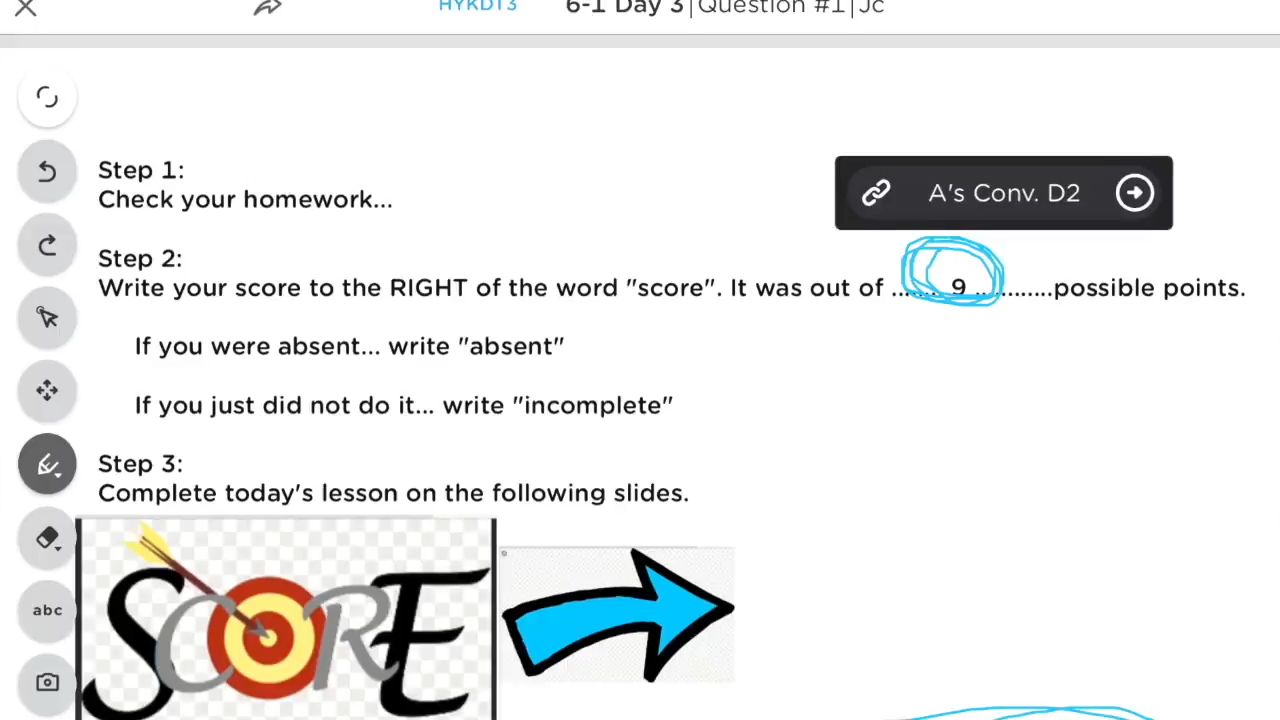 HYKDT3 6-1 Day 3|Question #1|Jc
Step 1:
Check your homework...
A's Conv. D2
Step 2:
Write your score to the RIGHT of the word "score". It was out of ....... 9 ............possible points.
If you were absent... write "absent"
If you just did not do it... write "incomplete"
Step 3:
Complete today's lesson on the following slides.
abc
SCORE